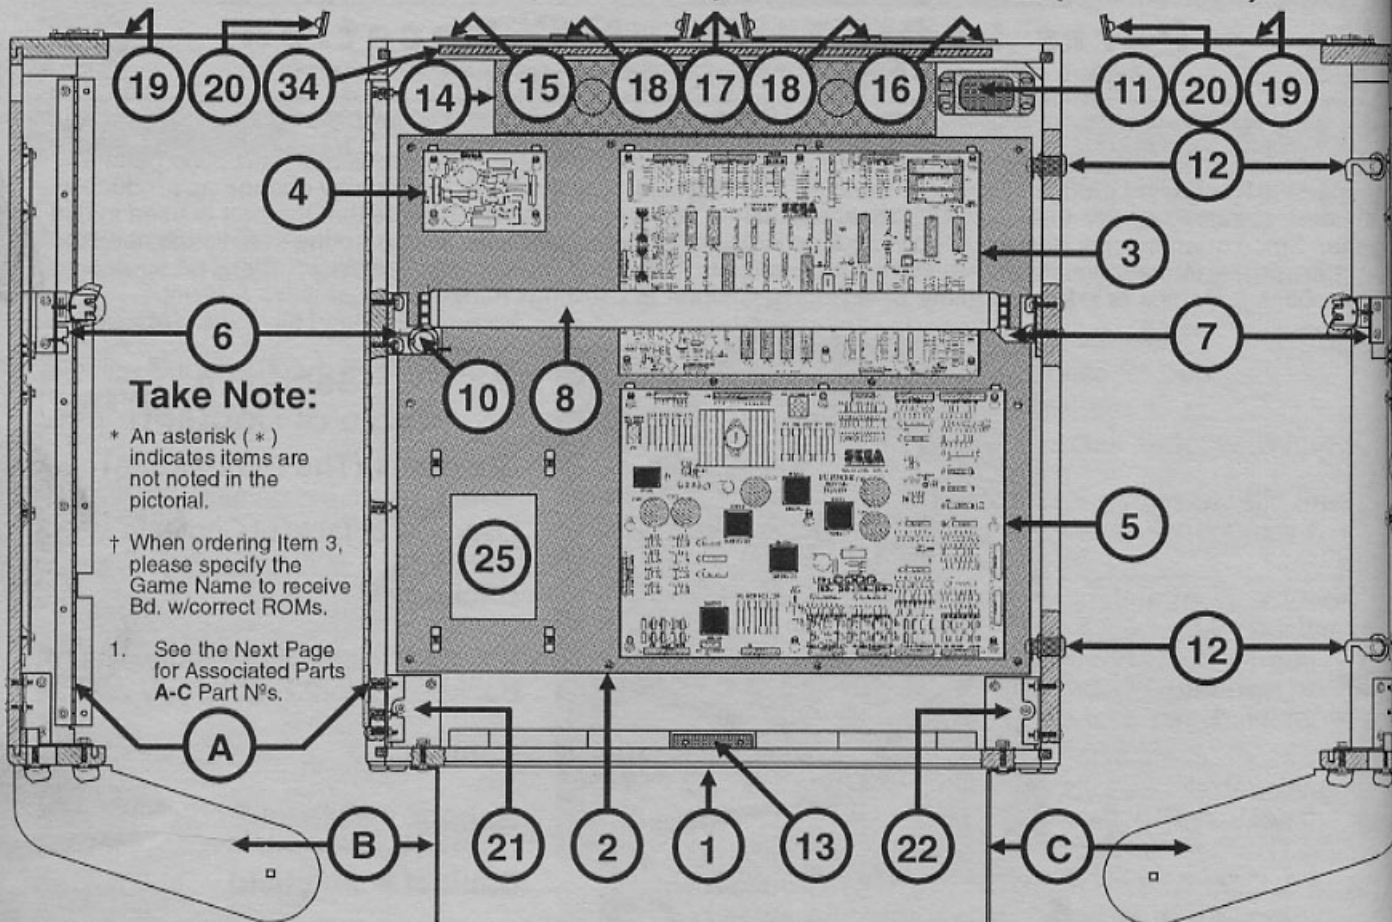 19
20
34
14
15
18
17
18
16
11
20
19
4
12
3
SEGA
6
7
10
8
Take Note:
* An asterisk ( * )
indicates items are
not noted in the
pictorial.
† When ordering Item 3,
please specify the
Game Name to receive
Bd. w/correct ROMs.
1. See the Next Page
for Associated Parts
A-C Part Nºs.
SEGA
25
5
12
A
B
21
2
1
13
22
C